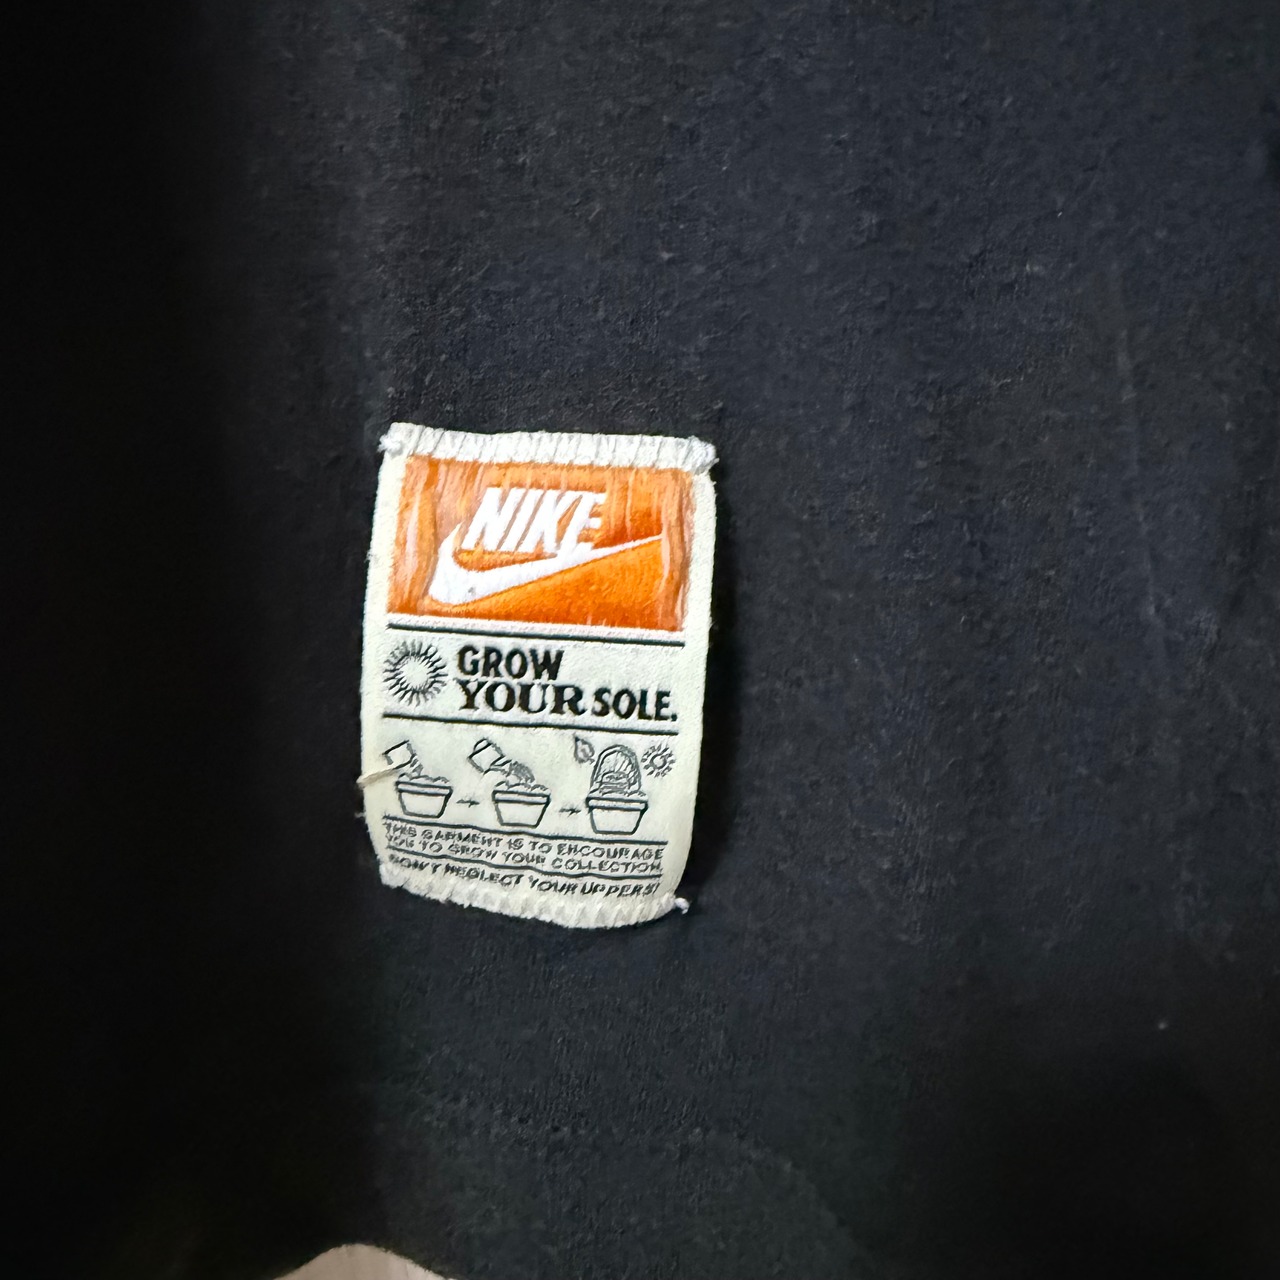 NIKE
GROW
YOUR SOLE.
THIS GARMENT IS TO ENCOURAGE
YOU TO GROW YOUR COLLECTION.
DON'T NEGLECT YOUR UPPERS!